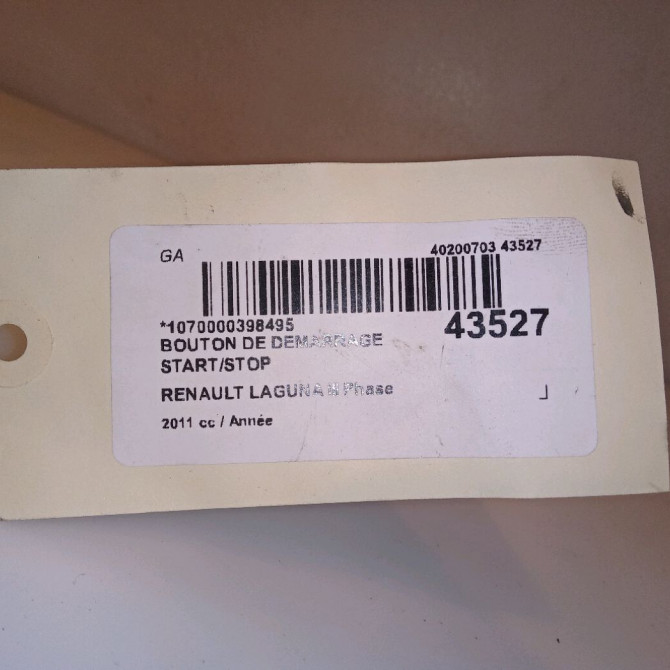 GA
40200703 43527
*1070000398495
43527
BOUTON DE DEMARRAGE
START/STOP
RENAULT LAGUNA II Phase
2011 cc / Année